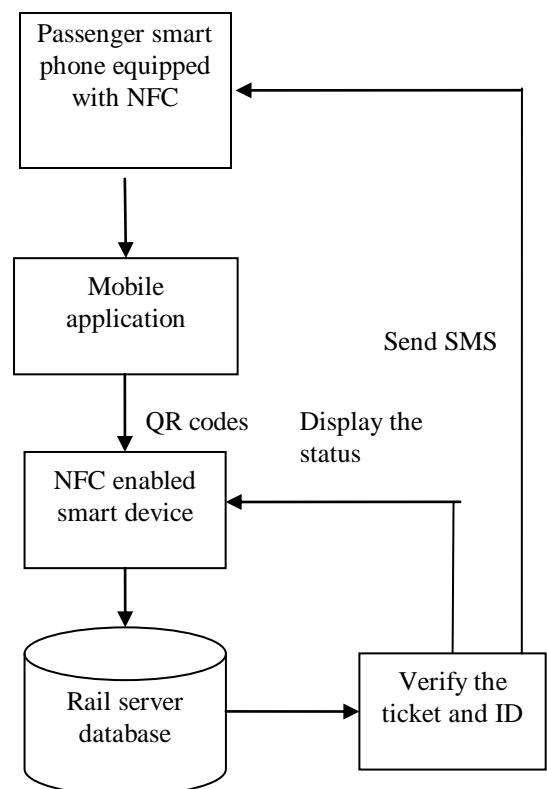 Passenger smart
phone equipped
with NFC
Mobile
application
Send SMS
QR codes
Display the
status
NFC enabled
smart device
Rail server
database
Verify the
ticket and ID